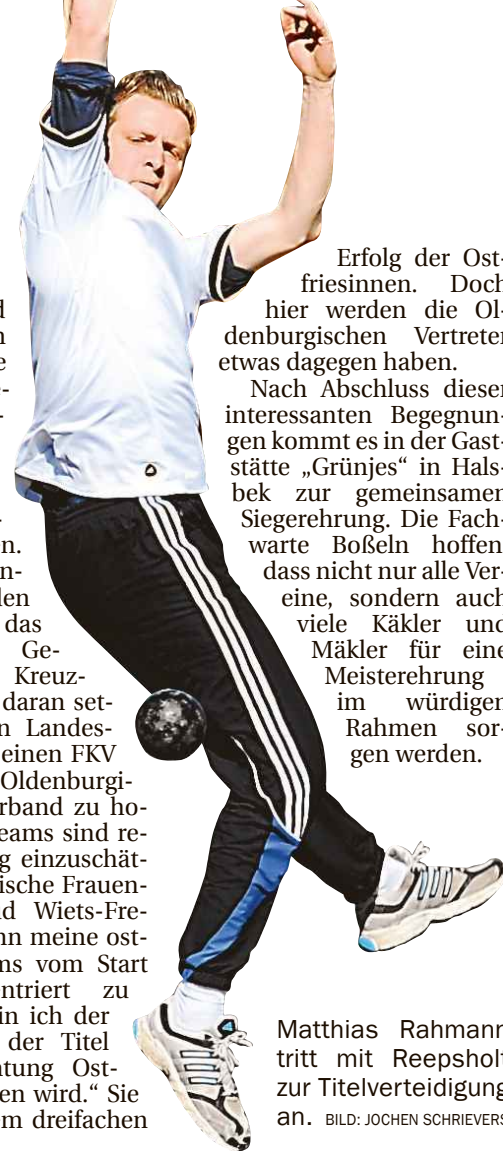 d
n
e
e-
-
-
n.
n-
len
das
Ge-
Kreuz-
daran set-
n Landes-
einen FKV
Oldenburgi-
rband zu ho-
eams sind re-
g einzuschät-
ische Frauen-
d Wiets-Fre-
nn meine ost-
ms vom Start
ntriert zu
in ich der
der Titel
htung Ost-
en wird.“ Sie
m dreifachen
Erfolg der Ost-
friesinnen. Doch
hier werden die Ol-
denburgischen Vertreter
etwas dagegen haben.
Nach Abschluss dieser
interessanten Begegnun-
gen kommt es in der Gast-
stätte „Grünjes“ in Hals-
bek zur gemeinsamen
Siegerehrung. Die Fach-
warte Boßeln hoffen,
dass nicht nur alle Ver-
eine, sondern auch
viele Käkler und
Mäkler für eine
Meisterehrung
im würdigen
Rahmen sor-
gen werden.
Matthias Rahmann
tritt mit Reepsholt
zur Titelverteidigung
an. BILD: JOCHEN SCHRIEVERS